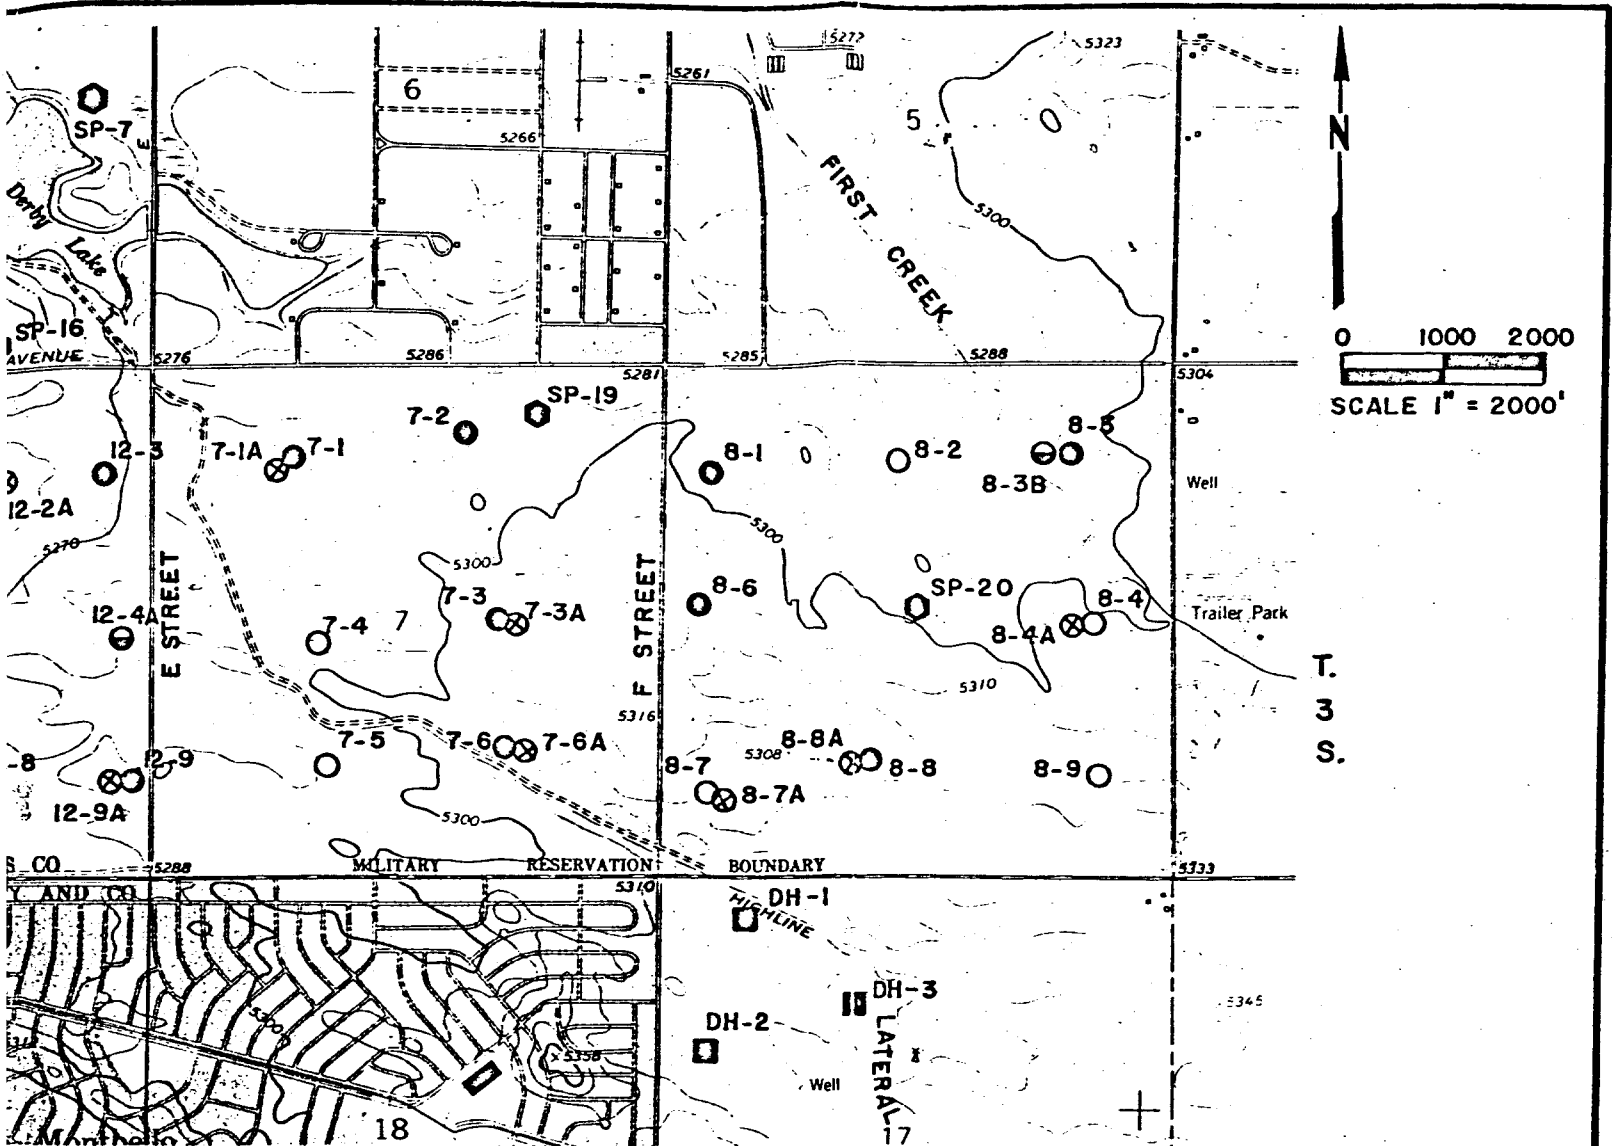 5272
5323
5261
6
SP-7
5266
5
N
E
FIRST CREEK
Derby Lake
5300
SP-16
AVENUE
5276
5286
5281
5285
5288
5304
0 1000 2000
SCALE 1" = 2000'
SP-19
7-2
12-3
7-1A
7-1
8-1
8-2
8-3B
12-2A
Well
5270
5300
5300
E STREET
F STREET
7-3
7-3A
8-6
SP-20
8-4
8-4A
Trailer Park
12-4A
7-4
7
5310
T.
3
S.
5316
-8
12-9
12-9A
7-5
7-6
7-6A
8-7
5308
8-8A
8-8
8-7A
8-9
5300
S CO
5288
MILITARY RESERVATION BOUNDARY
5333
Y AND CO
5310
DH-1
HIGHLINE
DH-3
LATERAL
5345
DH-2
5300
x 5358
Well
18
17